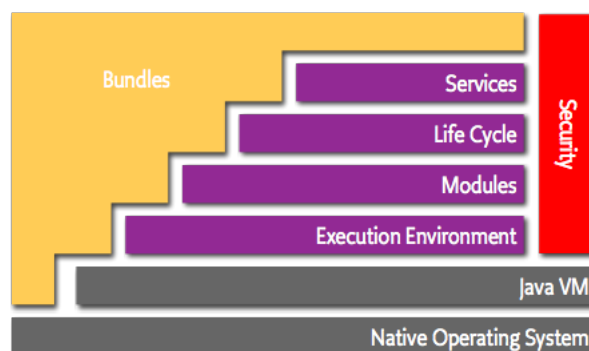 Bundles
Services
Life Cycle
Modules
Execution Environment
Java VM
Native Operating System
Security